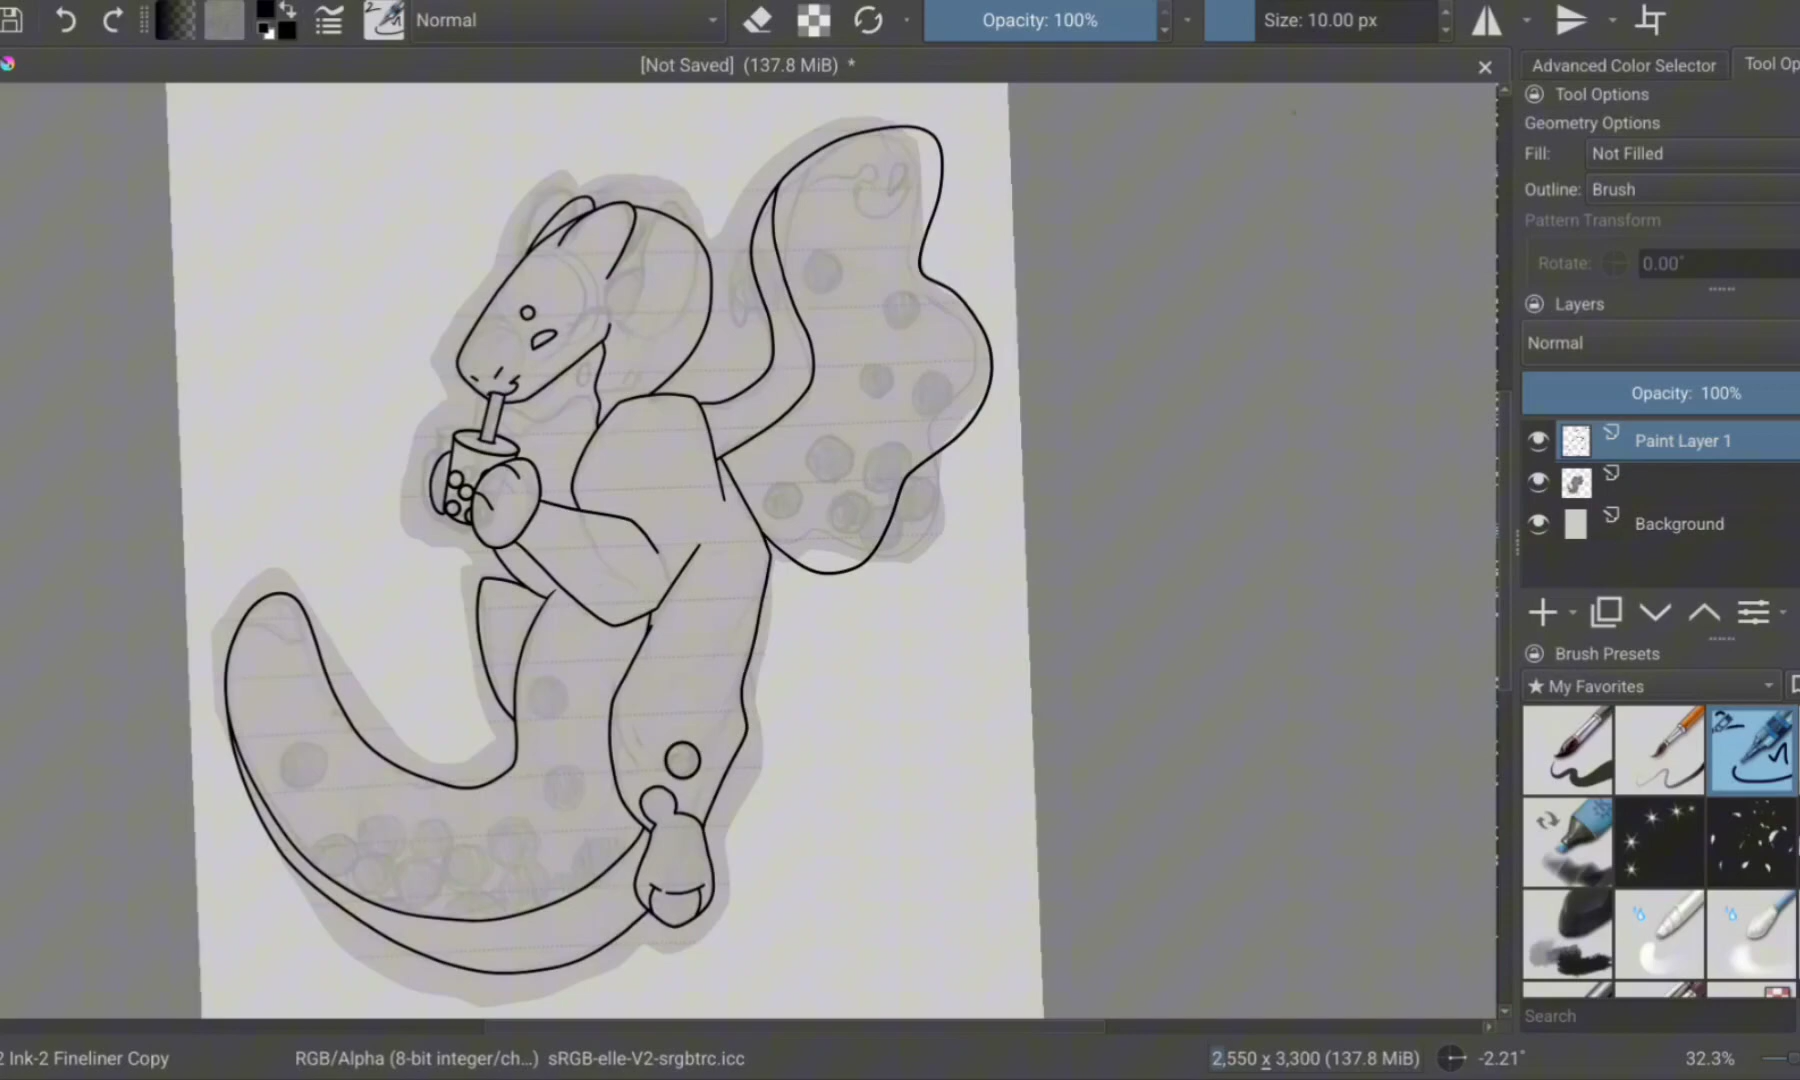 Normal
Opacity: 100%
Size: 10.00 px
[Not Saved] (137.8 MiB) *
Advanced Color Selector
Tool Op
Tool Options
Geometry Options
Fill: Not Filled
Outline: Brush
Pattern Transform
Rotate: 0.00°
Layers
Normal
Opacity: 100%
Paint Layer 1
Background
Brush Presets
★ My Favorites
Search
2 Ink-2 Fineliner Copy
RGB/Alpha (8-bit integer/ch...) sRGB-elle-V2-srgbtrc.icc
2,550 x 3,300 (137.8 MiB)
-2.21°
32.3%